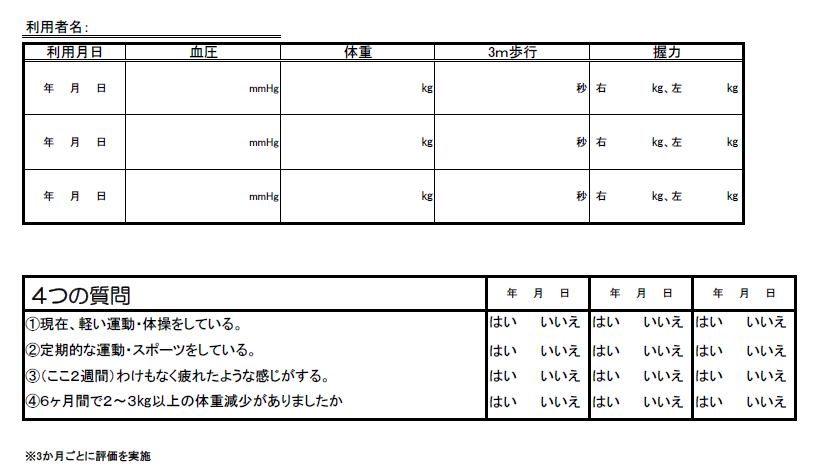 利用者名：
利用月日 血圧 体重 3m歩行 握力
年 月 日 mmHg kg 秒 右 kg、左 kg
年 月 日 mmHg kg 秒 右 kg、左 kg
年 月 日 mmHg kg 秒 右 kg、左 kg
４つの質問 年 月 日 年 月 日 年 月 日
①現在、軽い運動・体操をしている。 はい いいえ はい いいえ はい いいえ
②定期的な運動・スポーツをしている。 はい いいえ はい いいえ はい いいえ
③（ここ２週間）わけもなく疲れたような感じがする。 はい いいえ はい いいえ はい いいえ
④６ヶ月間で２～３kg以上の体重減少がありましたか はい いいえ はい いいえ はい いいえ
※3か月ごとに評価を実施